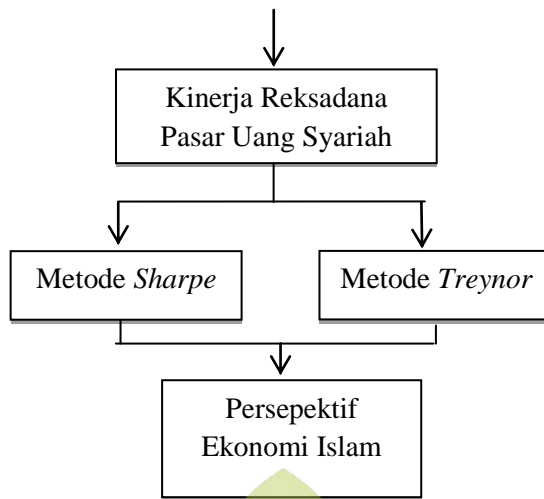 Kinerja Reksadana
Pasar Uang Syariah
Metode Sharpe
Metode Treynor
Persepektif
Ekonomi Islam